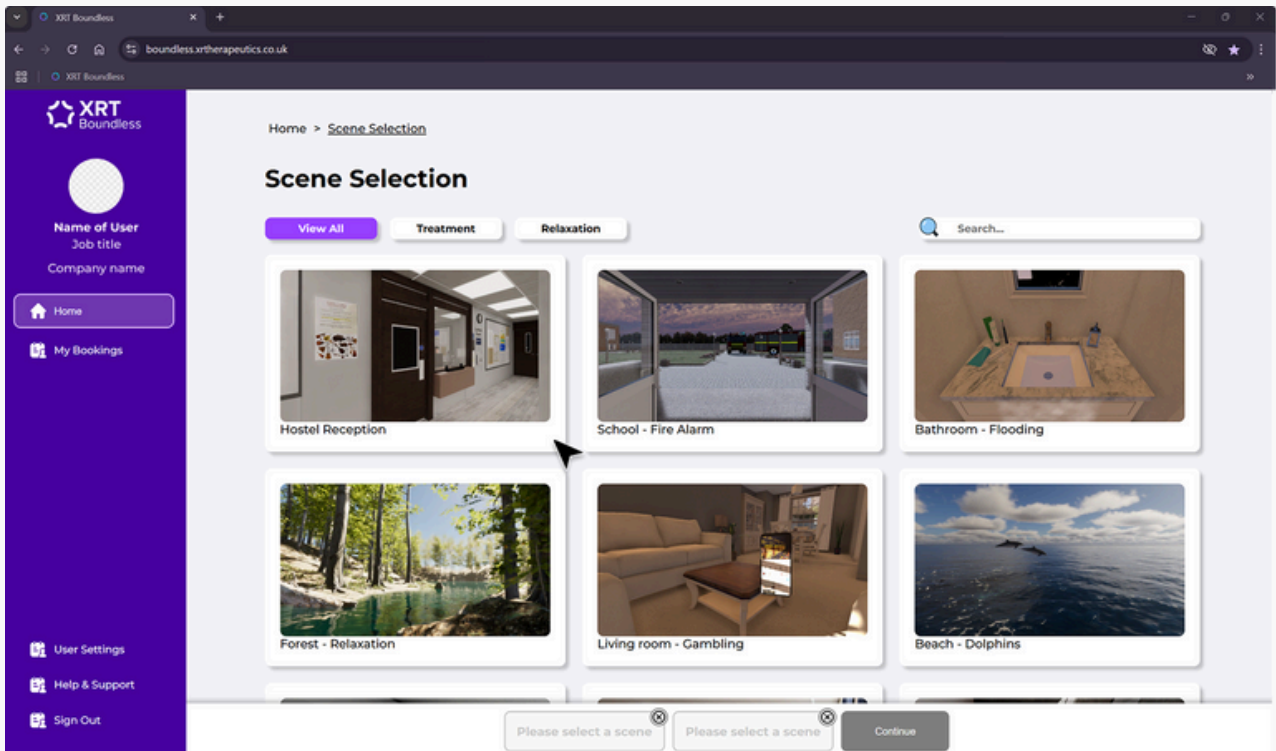 XRT Boundless
boundless.xrtherapeutics.co.uk
XRT Boundless
XRT
Boundless
Name of User
Job title
Company name
Home
My Bookings
User Settings
Help & Support
Sign Out
Home > Scene Selection
Scene Selection
View All
Treatment
Relaxation
Search...
Hostel Reception
School - Fire Alarm
Bathroom - Flooding
Forest - Relaxation
Living room - Gambling
Beach - Dolphins
Please select a scene
Please select a scene
Continue